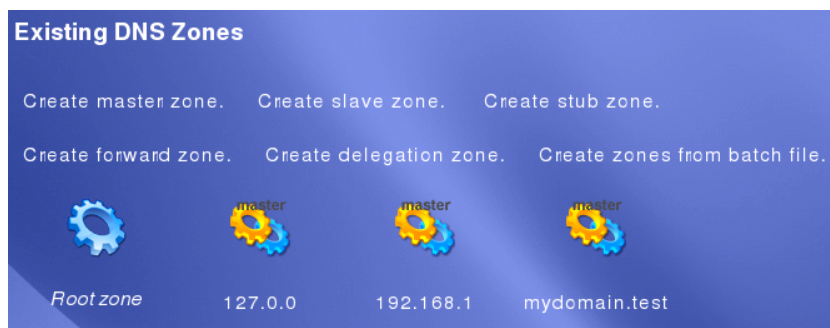 Existing DNS Zones
Create master zone. Create slave zone. Create stub zone.
Create forward zone. Create delegation zone. Create zones from batch file.
master master master
Root zone 127.0.0 192.168.1 mydomain.test